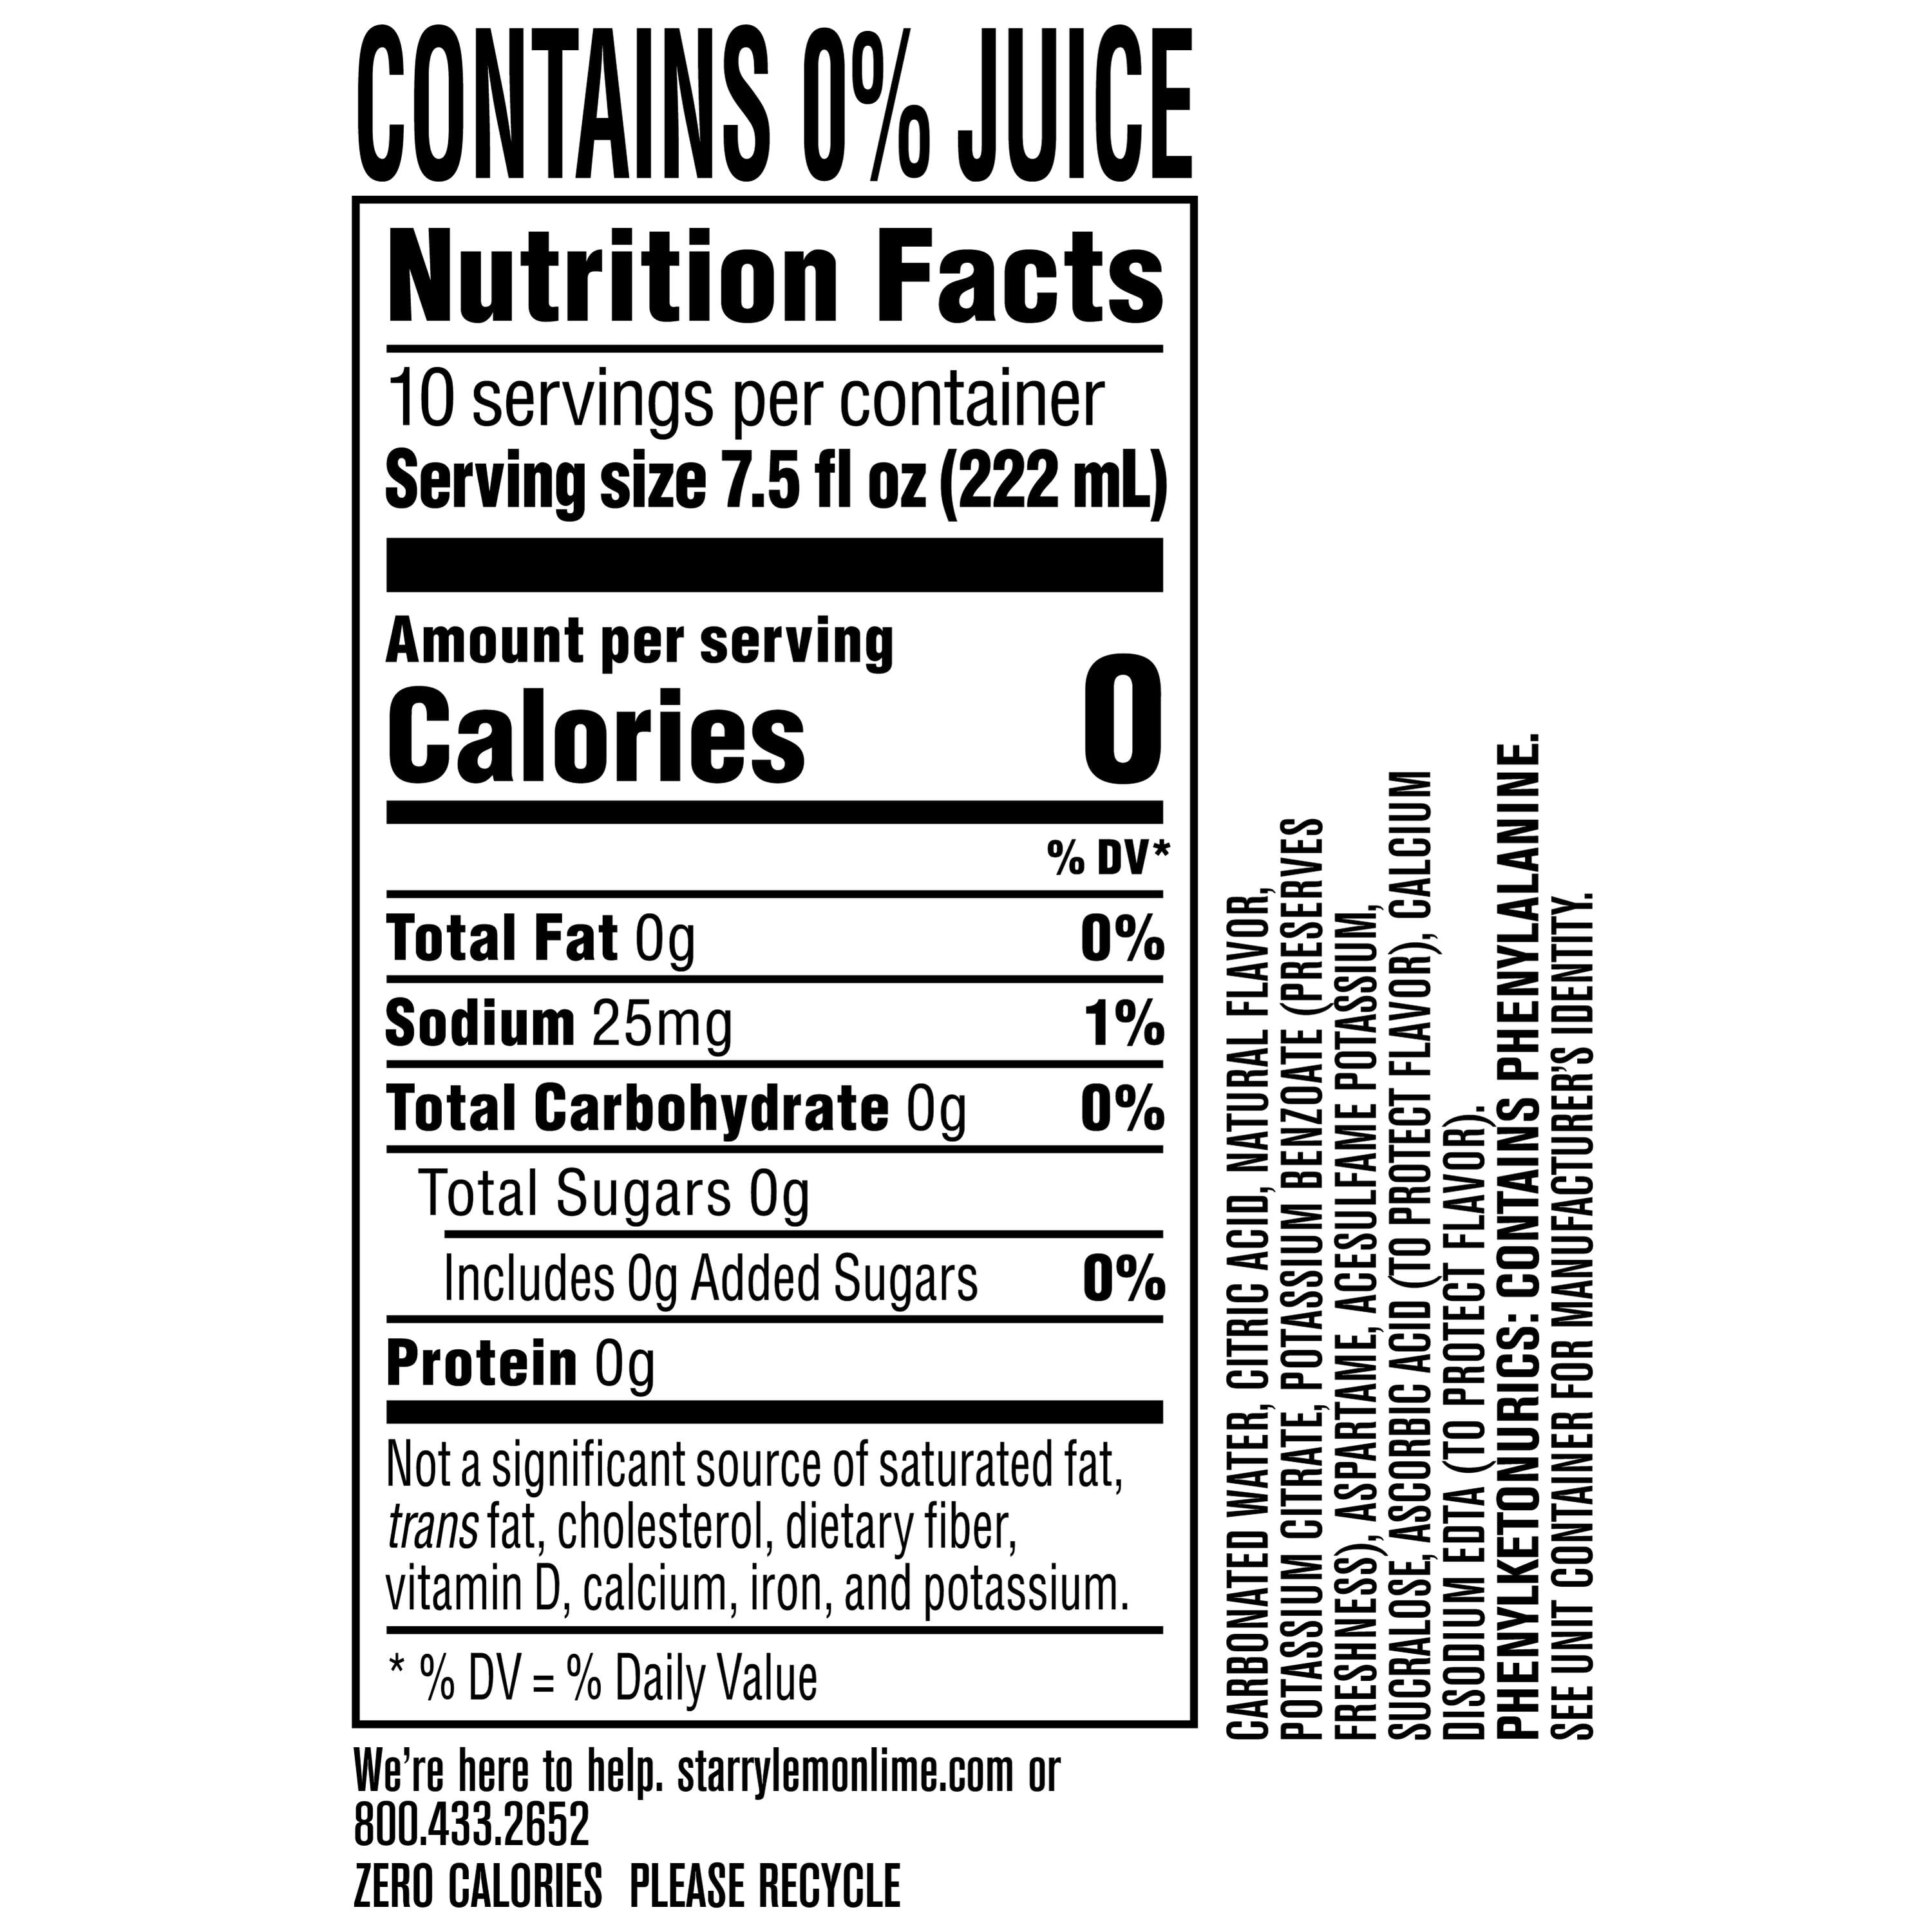 CONTAINS 0% JUICE
Nutrition Facts
10 servings per container
Serving size 7.5 fl oz (222 mL)
Amount per serving
Calories 0
% DV*
Total Fat 0g 0%
Sodium 25mg 1%
Total Carbohydrate 0g 0%
Total Sugars 0g
Includes 0g Added Sugars 0%
Protein 0g
Not a significant source of saturated fat,
trans fat, cholesterol, dietary fiber,
vitamin D, calcium, iron, and potassium.
* % DV = % Daily Value
We're here to help. starrylemonlime.com or
800.433.2652
ZERO CALORIES PLEASE RECYCLE
CARBONATED WATER, CITRIC ACID, NATURAL FLAVOR,
POTASSIUM CITRATE, POTASSIUM BENZOATE (PRESERVES
FRESHNESS), ASPARTAME, ACESULFAME POTASSIUM,
SUCRALOSE, ASCORBIC ACID (TO PROTECT FLAVOR), CALCIUM
DISODIUM EDTA (TO PROTECT FLAVOR).
PHENYLKETONURICS: CONTAINS PHENYLALANINE.
SEE UNIT CONTAINER FOR MANUFACTURER'S IDENTITY.